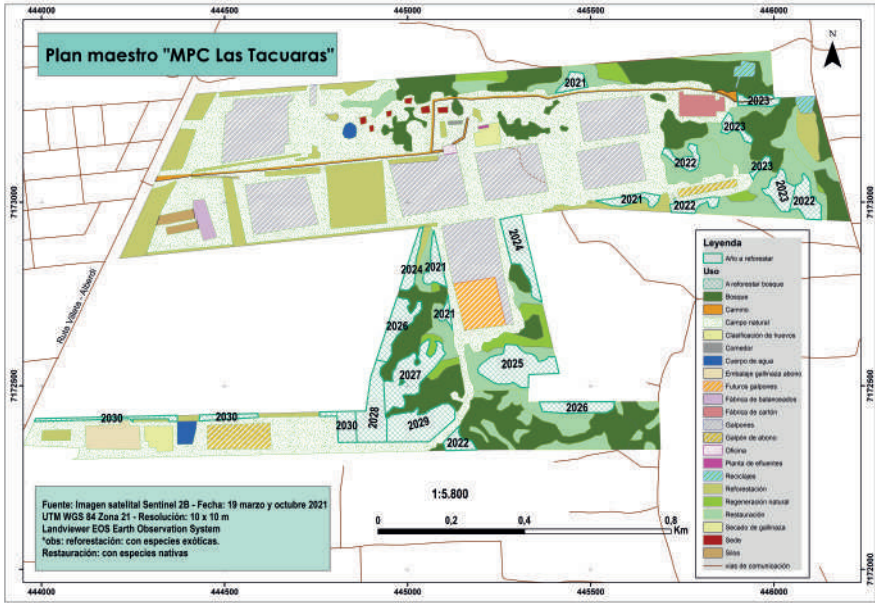 444000 444500 445000 445500 446000
Plan maestro "MPC Las Tacuaras"
N
2021
2023
2023
2022
2023
2023
2022
2021
2022
7173000
7173000
Ruta Villeta - Alberdi
2024
2024
2021
2021
2026
2025
2027
2026
2028
2029
2030
2030
2030
2022
7172500
7172500
7172000
Leyenda
Año a reforestar
Uso
A reforestar bosque
Bosque
Camino
Campo natural
Clasificación de huevos
Comedor
Cuerpo de agua
Embalaje gallinaza abono
Futuros galpones
Fábrica de balanceados
Fábrica de cartón
Galpones
Galpón de abono
Oficina
Planta de efluentes
Reciclajes
Reforestación
Regeneración natural
Restauración
Secado de gallinaza
Sede
Silos
vías de comunicación
Fuente: Imagen satelital Sentinel 2B - Fecha: 19 marzo y octubre 2021
UTM WGS 84 Zona 21 - Resolución: 10 x 10 m
Landviewer EOS Earth Observation System
*obs: reforestación: con especies exóticas.
Restauración: con especies nativas
1:5.800
0 0,2 0,4 0,6 0,8
Km
444000 444500 445000 445500 446000